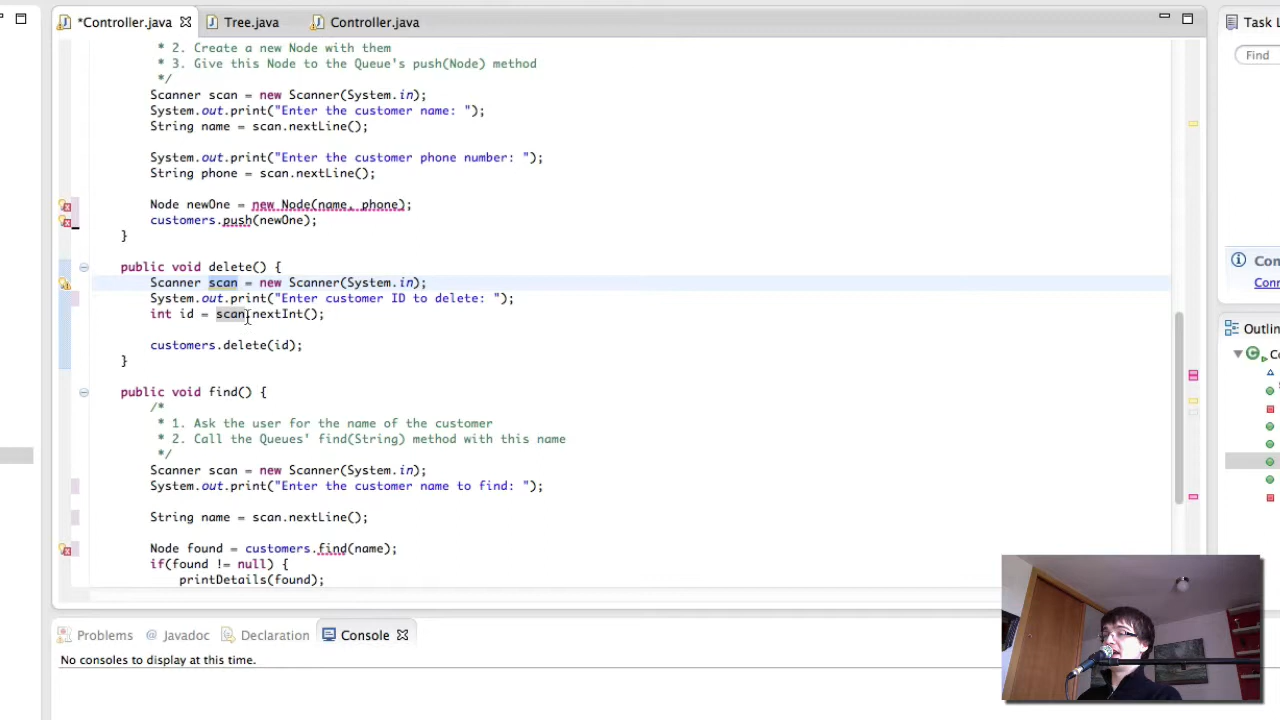 *Controller.java
Tree.java
Controller.java
Task L
Find
* 2. Create a new Node with them
* 3. Give this Node to the Queue's push(Node) method
*/
Scanner scan = new Scanner(System.in);
System.out.print("Enter the customer name: ");
String name = scan.nextLine();
System.out.print("Enter the customer phone number: ");
String phone = scan.nextLine();
Node newOne = new Node(name, phone);
customers.push(newOne);
}
public void delete() {
Scanner scan = new Scanner(System.in);
System.out.print("Enter customer ID to delete: ");
int id = scan.nextInt();
customers.delete(id);
}
public void find() {
/*
* 1. Ask the user for the name of the customer
* 2. Call the Queues' find(String) method with this name
*/
Scanner scan = new Scanner(System.in);
System.out.print("Enter the customer name to find: ");
String name = scan.nextLine();
Node found = customers.find(name);
if(found != null) {
printDetails(found);
Con
Conn
Outlin
Co
Problems
@ Javadoc
Declaration
Console
No consoles to display at this time.